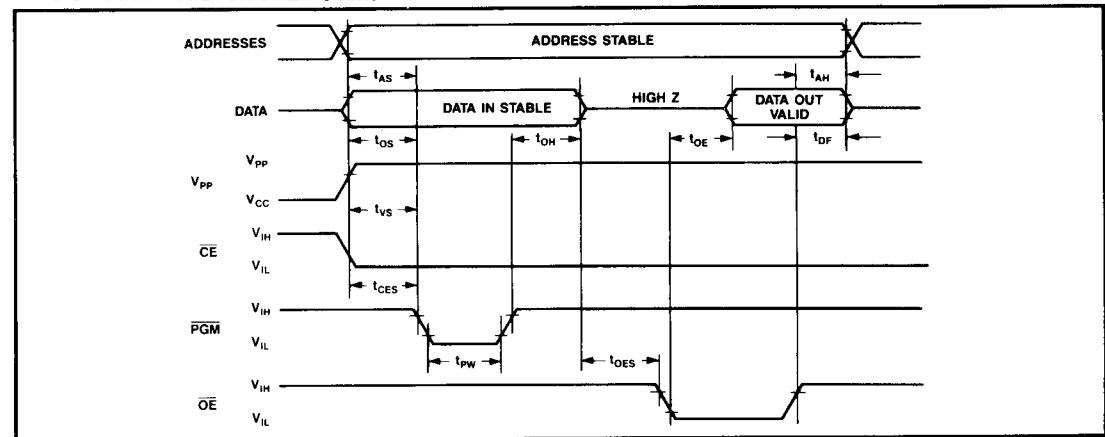 ADDRESSES
ADDRESS STABLE
tAS
tAH
DATA
DATA IN STABLE
HIGH Z
DATA OUT
VALID
tOS
tOH
tOE
tDF
VPP
VPP
VCC
tVS
CE
VIH
VIL
tCES
PGM
VIH
VIL
tPW
tOES
OE
VIH
VIL